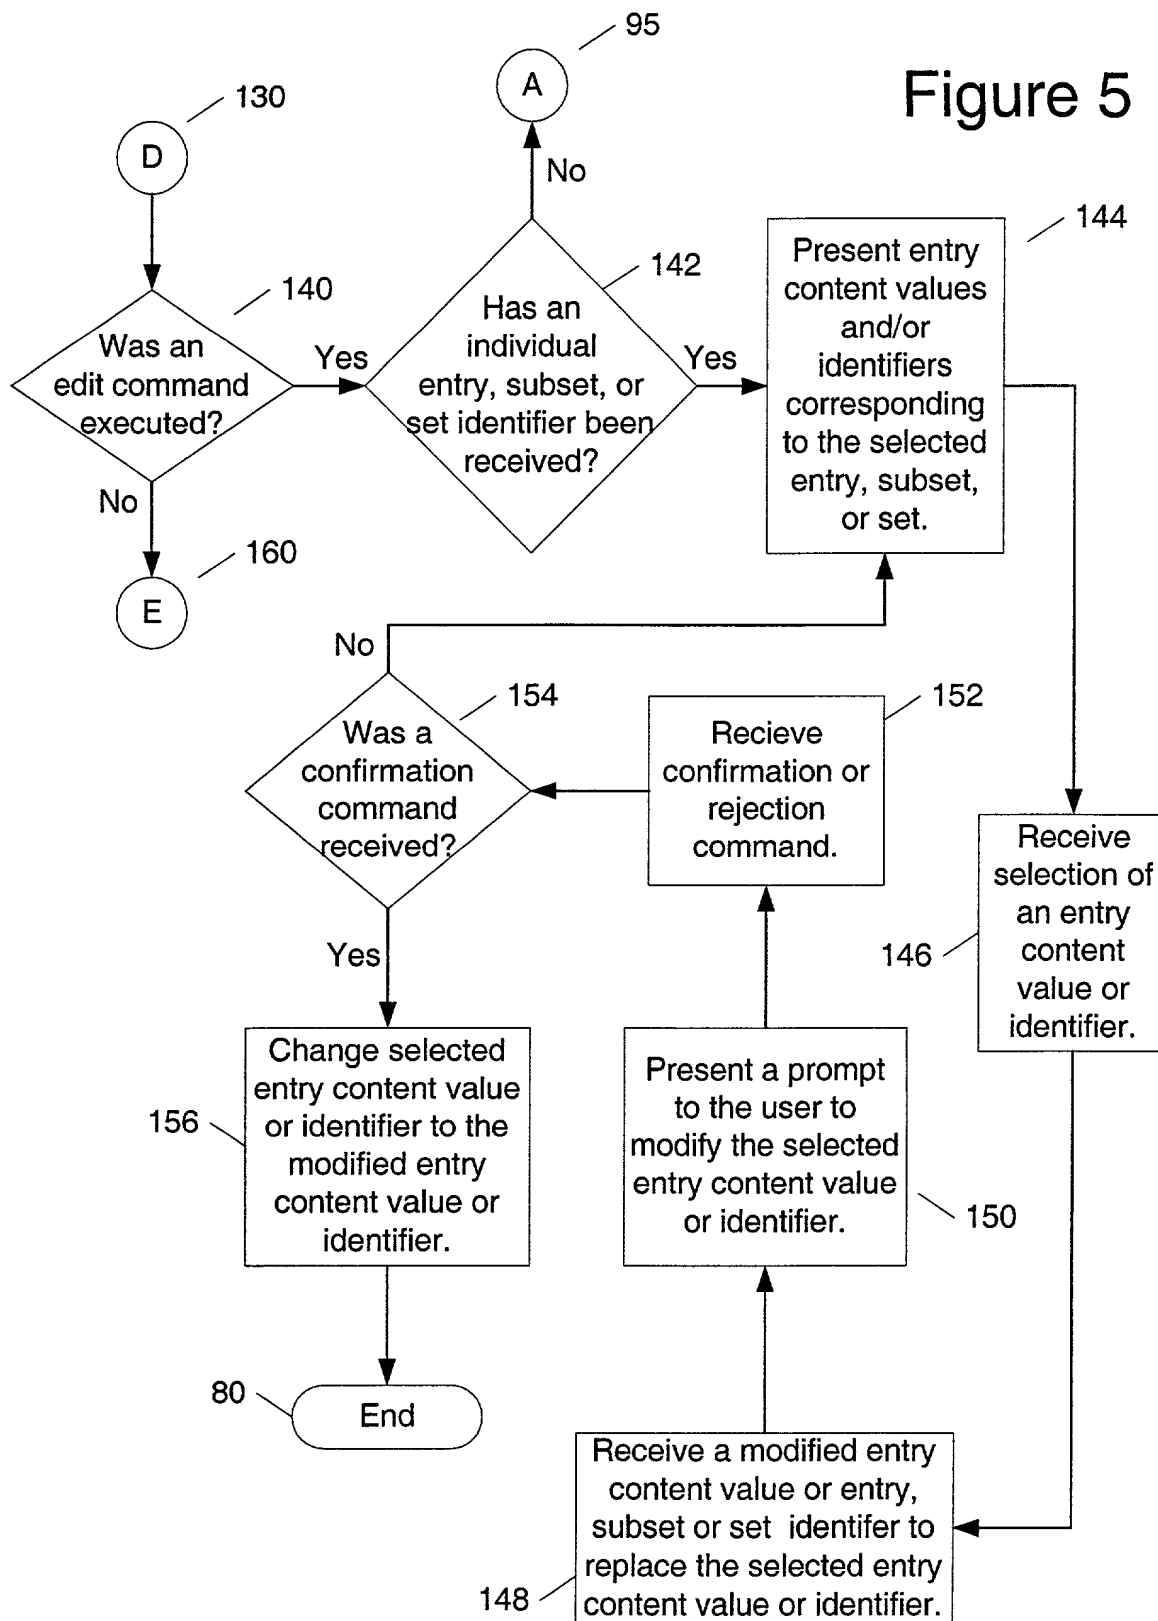 Figure 5
95
A
No
130
D
140
Was an
edit command
executed?
Yes
No
160
E
142
Has an
individual
entry, subset, or
set identifier been
received?
Yes
144
Present entry
content values
and/or
identifiers
corresponding
to the selected
entry, subset,
or set.
146
Receive
selection of
an entry
content
value or
identifier.
148
Receive a modified entry
content value or entry,
subset or set identifer to
replace the selected entry
content value or identifier.
150
Present a prompt
to the user to
modify the selected
entry content value
or identifier.
152
Recieve
confirmation or
rejection
command.
154
Was a
confirmation
command
received?
No
Yes
156
Change selected
entry content value
or identifier to the
modified entry
content value or
identifier.
80
End